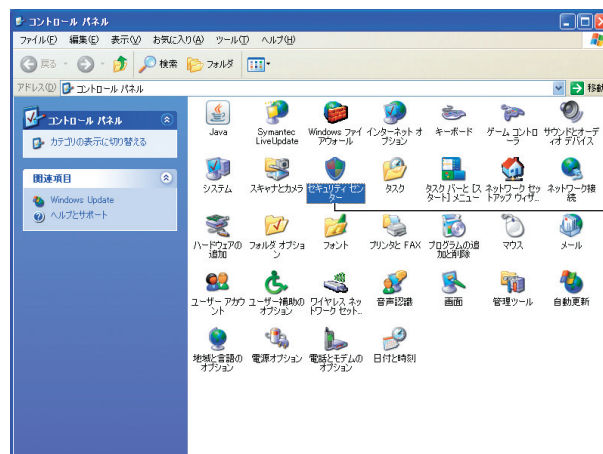 コントロール パネル
ファイル(F) 編集(E) 表示(V) お気に入り(A) ツール(T) ヘルプ(H)
戻る 検索 フォルダ
アドレス(D) コントロール パネル 移動
コントロール パネル
カテゴリの表示に切り替える
関連項目
Windows Update
ヘルプとサポート
Java
Symantec
LiveUpdate
Windows ファイ
アウォール
インターネット オ
プション
キーボード
ゲーム コントロ
ーラ
サウンドとオーデ
ィオ デバイス
システム
スキャナとカメラ
セキュリティ セン
ター
タスク
タスク バーと [ス
タート] メニュー
ネットワーク セッ
トアップ ウィザ...
ネットワーク接
続
ハードウェアの
追加
フォルダ オプショ
ン
フォント
プリンタと FAX
プログラムの追
加と削除
マウス
メール
ユーザー アカウ
ント
ユーザー補助の
オプション
ワイヤレス ネッ
トワーク セット...
音声認識
画面
管理ツール
自動更新
地域と言語の
オプション
電源オプション
電話とモデムの
オプション
日付と時刻